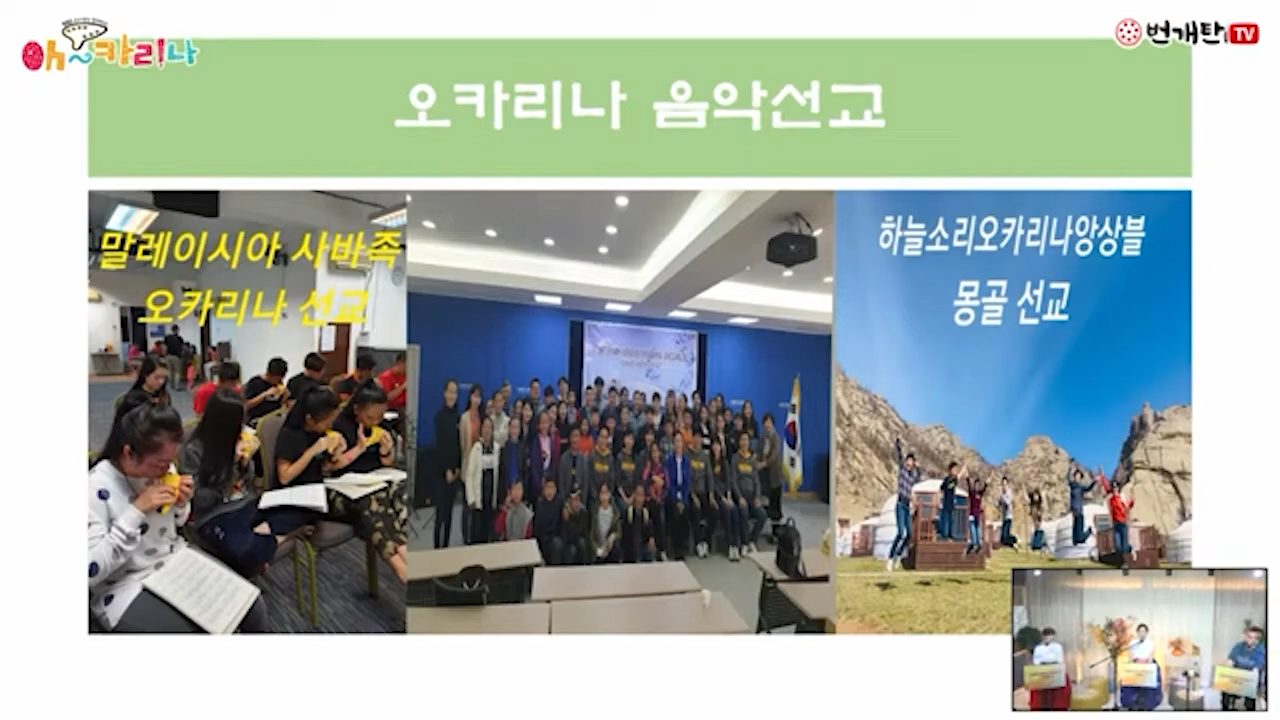 아~카리나
번개탄TV
오카리나 음악선교
말레이시아 사바족
오카리나 선교
하늘소리오카리나앙상블
몽골 선교